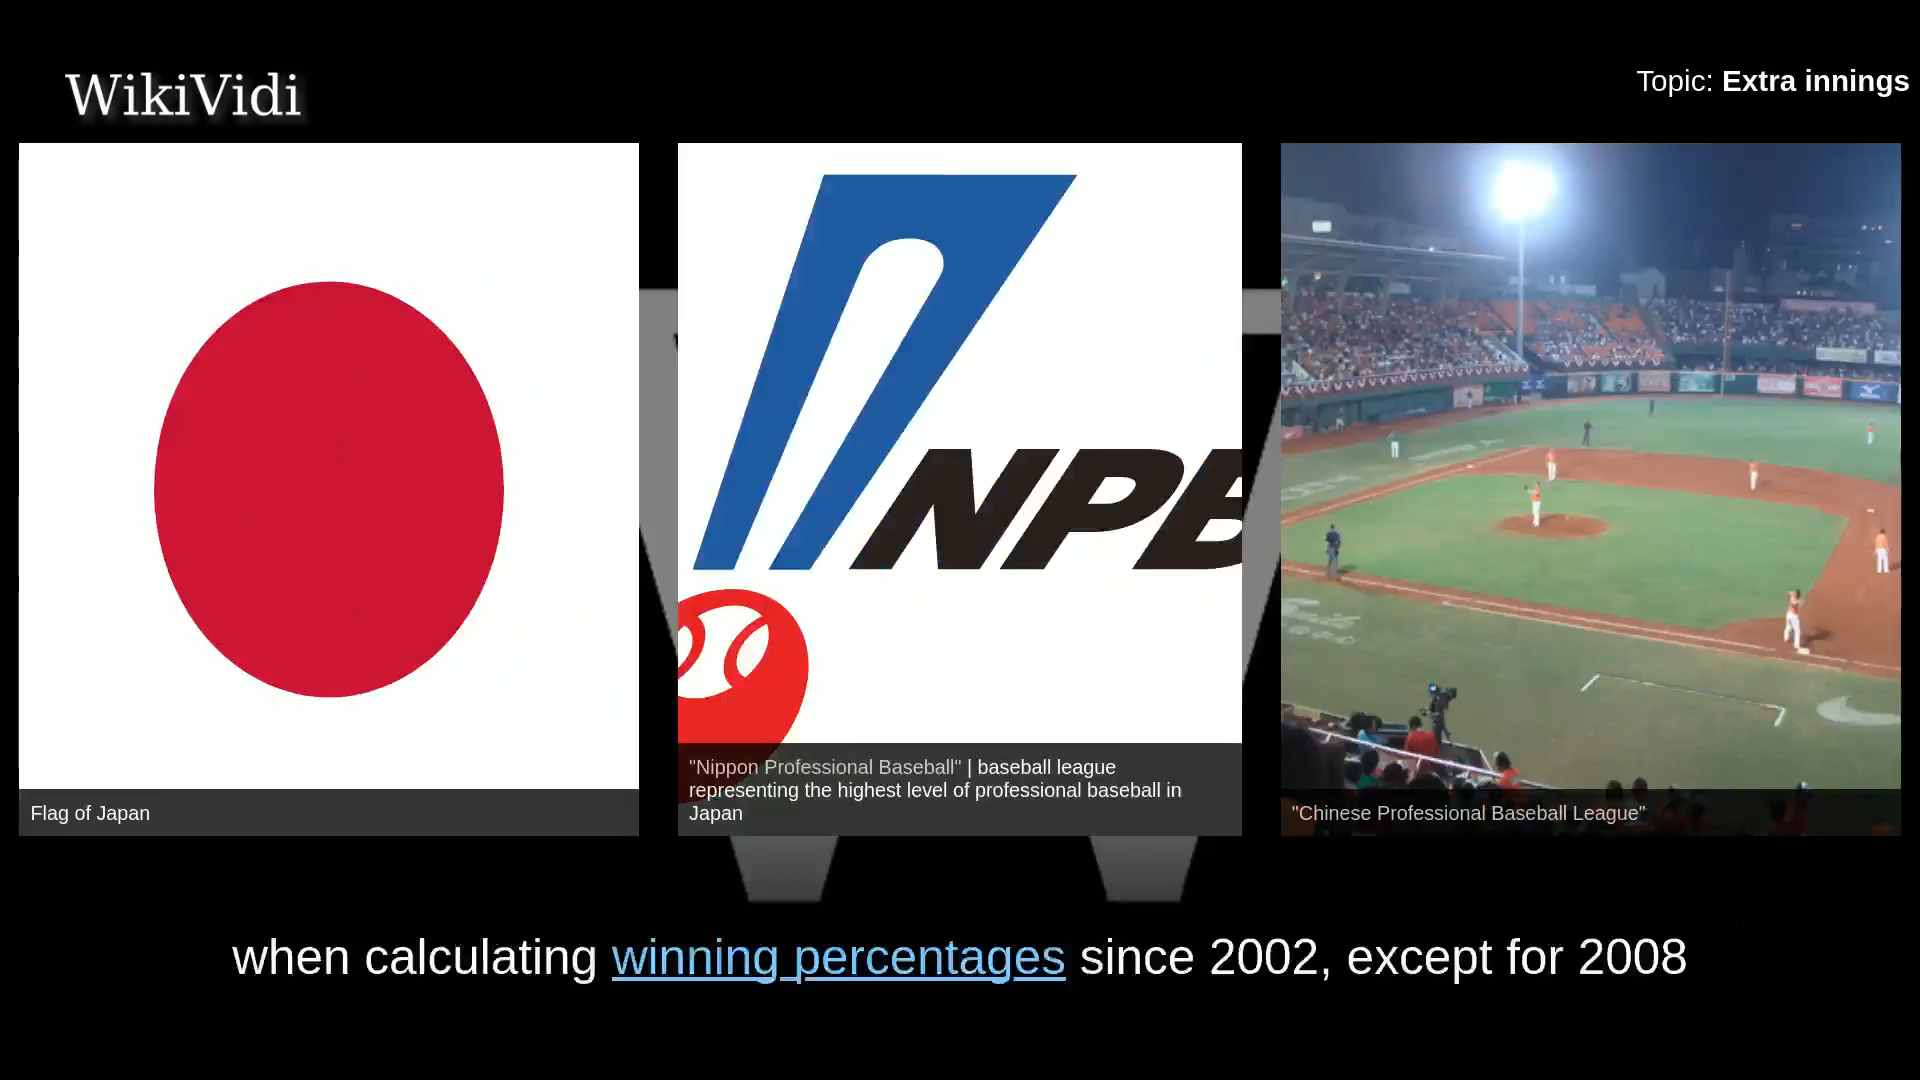 WikiVidi
Topic: Extra innings
NPB
Flag of Japan
"Nippon Professional Baseball" | baseball league
representing the highest level of professional baseball in
Japan
"Chinese Professional Baseball League"
when calculating winning percentages since 2002, except for 2008